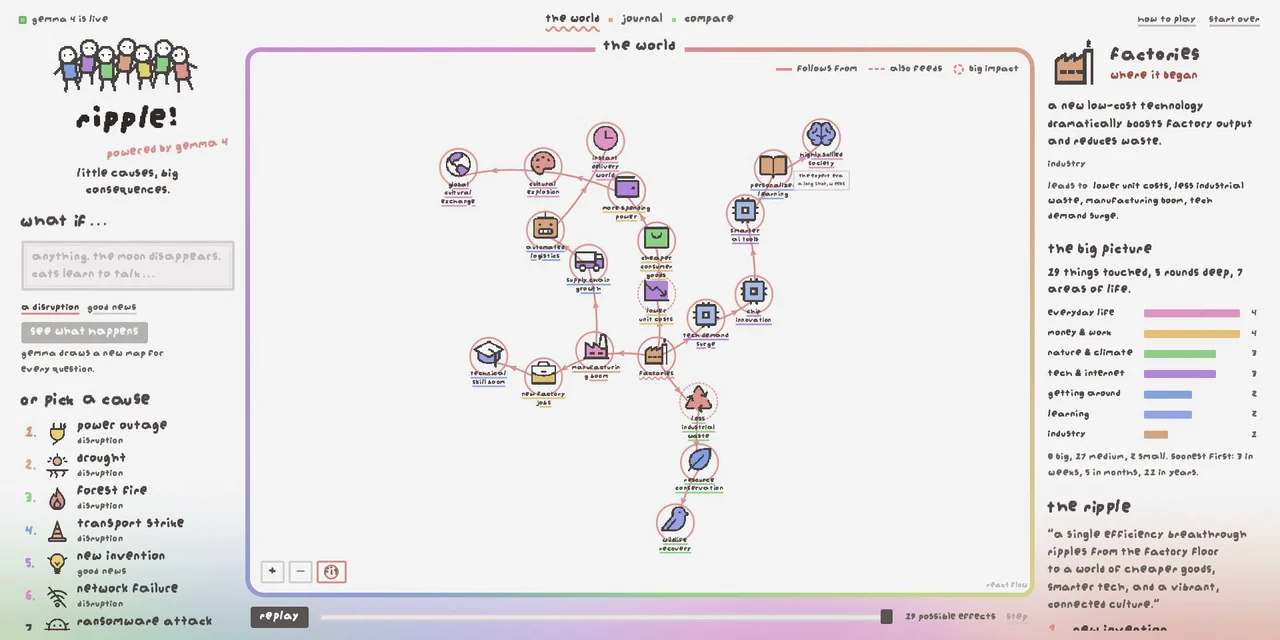 gemma 4 is live
the world
journal
compare
how to play
start over
ripple!
powered by gemma 4
little causes, big
consequences.
what if ...
anything. the moon disappears.
cats learn to talk...
a disruption
good news
see what happens
gemma draws a new map for
every question.
or pick a cause
1.
power outage
disruption
2.
drought
disruption
3.
forest fire
disruption
4.
transport strike
disruption
5.
new invention
good news
6.
network failure
disruption
7
ransomware attack
the world
follows from
also feeds
big impact
instant
delivery
world
global
cultural
exchange
cultural
explosion
more spending
power
automated
logistics
supply chain
growth
cheaper
consumer
goods
lower
unit costs
highly skilled
society
personalize
learning
the expert era
a long shot, weeks
smarter
ai tools
chip
innovation
tech demand
surge
technical
skill boom
new factory
jobs
manufacturin
g boom
factories
less
industrial
waste
resource
conservation
wildlife
recovery
+
−
react flow
replay
29 possible effects
step
factories
where it began
a new low-cost technology
dramatically boosts factory output
and reduces waste.
industry
leads to lower unit costs, less industrial
waste, manufacturing boom, tech
demand surge.
the big picture
29 things touched, 5 rounds deep, 7
areas of life.
everyday life 4
money & work 4
nature & climate 3
tech & internet 3
getting around 2
learning 2
industry 1
0 big, 27 medium, 2 small. soonest first: 3 in
weeks, 5 in months, 22 in years.
the ripple
"a single efficiency breakthrough
ripples from the factory floor
to a world of cheaper goods,
smarter tech, and a vibrant,
connected culture."
new invention